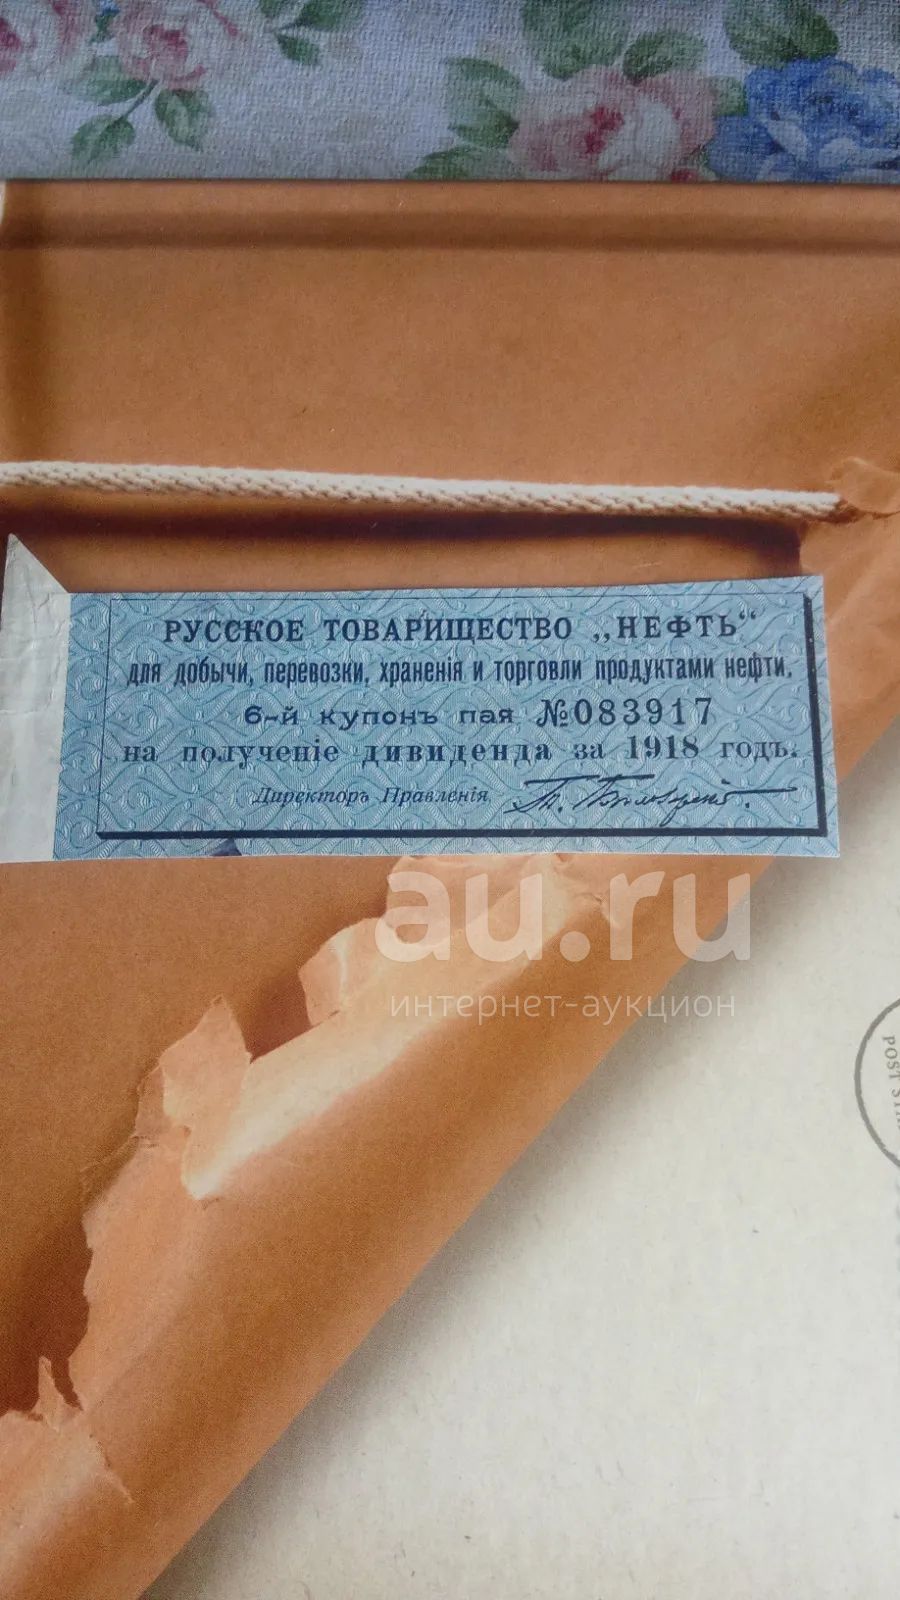 РУССКОЕ ТОВАРИЩЕСТВО „НЕФТЬ“
для добычи, перевозки, храненія и торговли продуктами нефти.
6-й купонъ пая №083917
на полученіе дивиденда за 1918 годъ.
Директоръ Правленія
au.ru
интернет-аукцион
POST